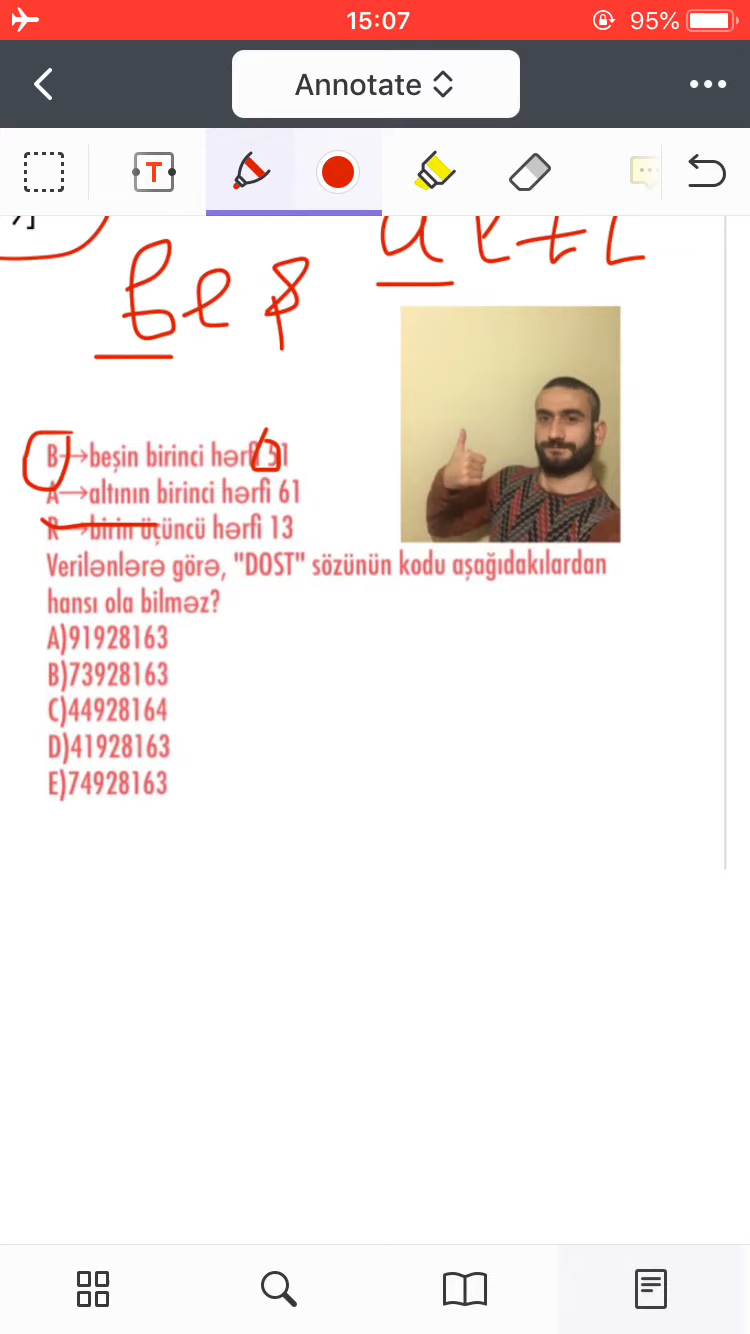 15:07
95%
Annotate
T
beş altı
B→beşin birinci hərfi 51
A→altının birinci hərfi 61
R→birin üçüncü hərfi 13
Verilənlərə görə, "DOST" sözünün kodu aşağıdakılardan
hansı ola bilməz?
A)91928163
B)73928163
C)44928164
D)41928163
E)74928163